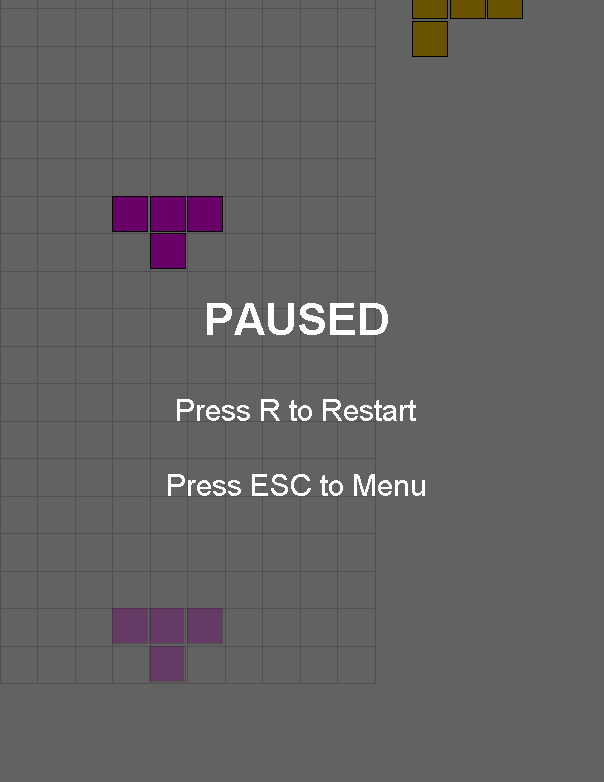 PAUSED
Press R to Restart
Press ESC to Menu